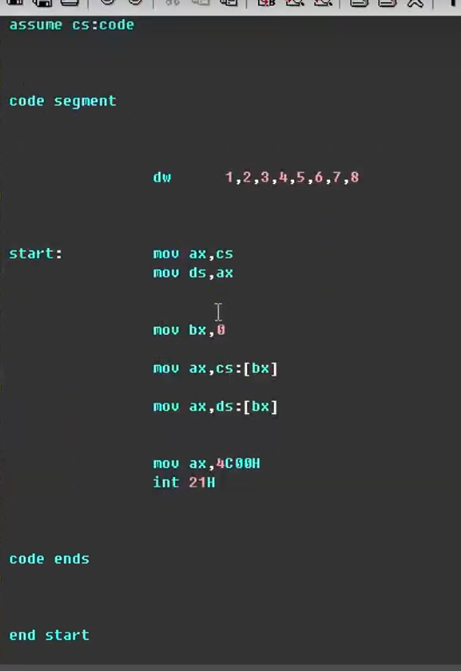 assume cs:code
code segment
dw 1,2,3,4,5,6,7,8
start: mov ax,cs
mov ds,ax
mov bx,0
mov ax,cs:[bx]
mov ax,ds:[bx]
mov ax,4C00H
int 21H
code ends
end start